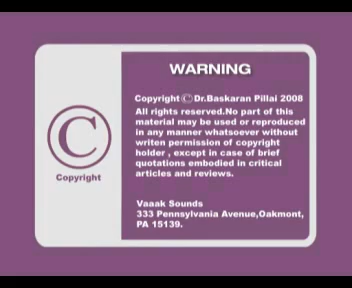 WARNING
Copyright © Dr.Baskaran Pillai 2008
All rights reserved.No part of this
material may be used or reproduced
in any manner whatsoever without
writen permission of copyright
holder , except in case of brief
quotations embodied in critical
articles and reviews.
C
Copyright
Vaaak Sounds
333 Pennsylvania Avenue,Oakmont,
PA 15139.